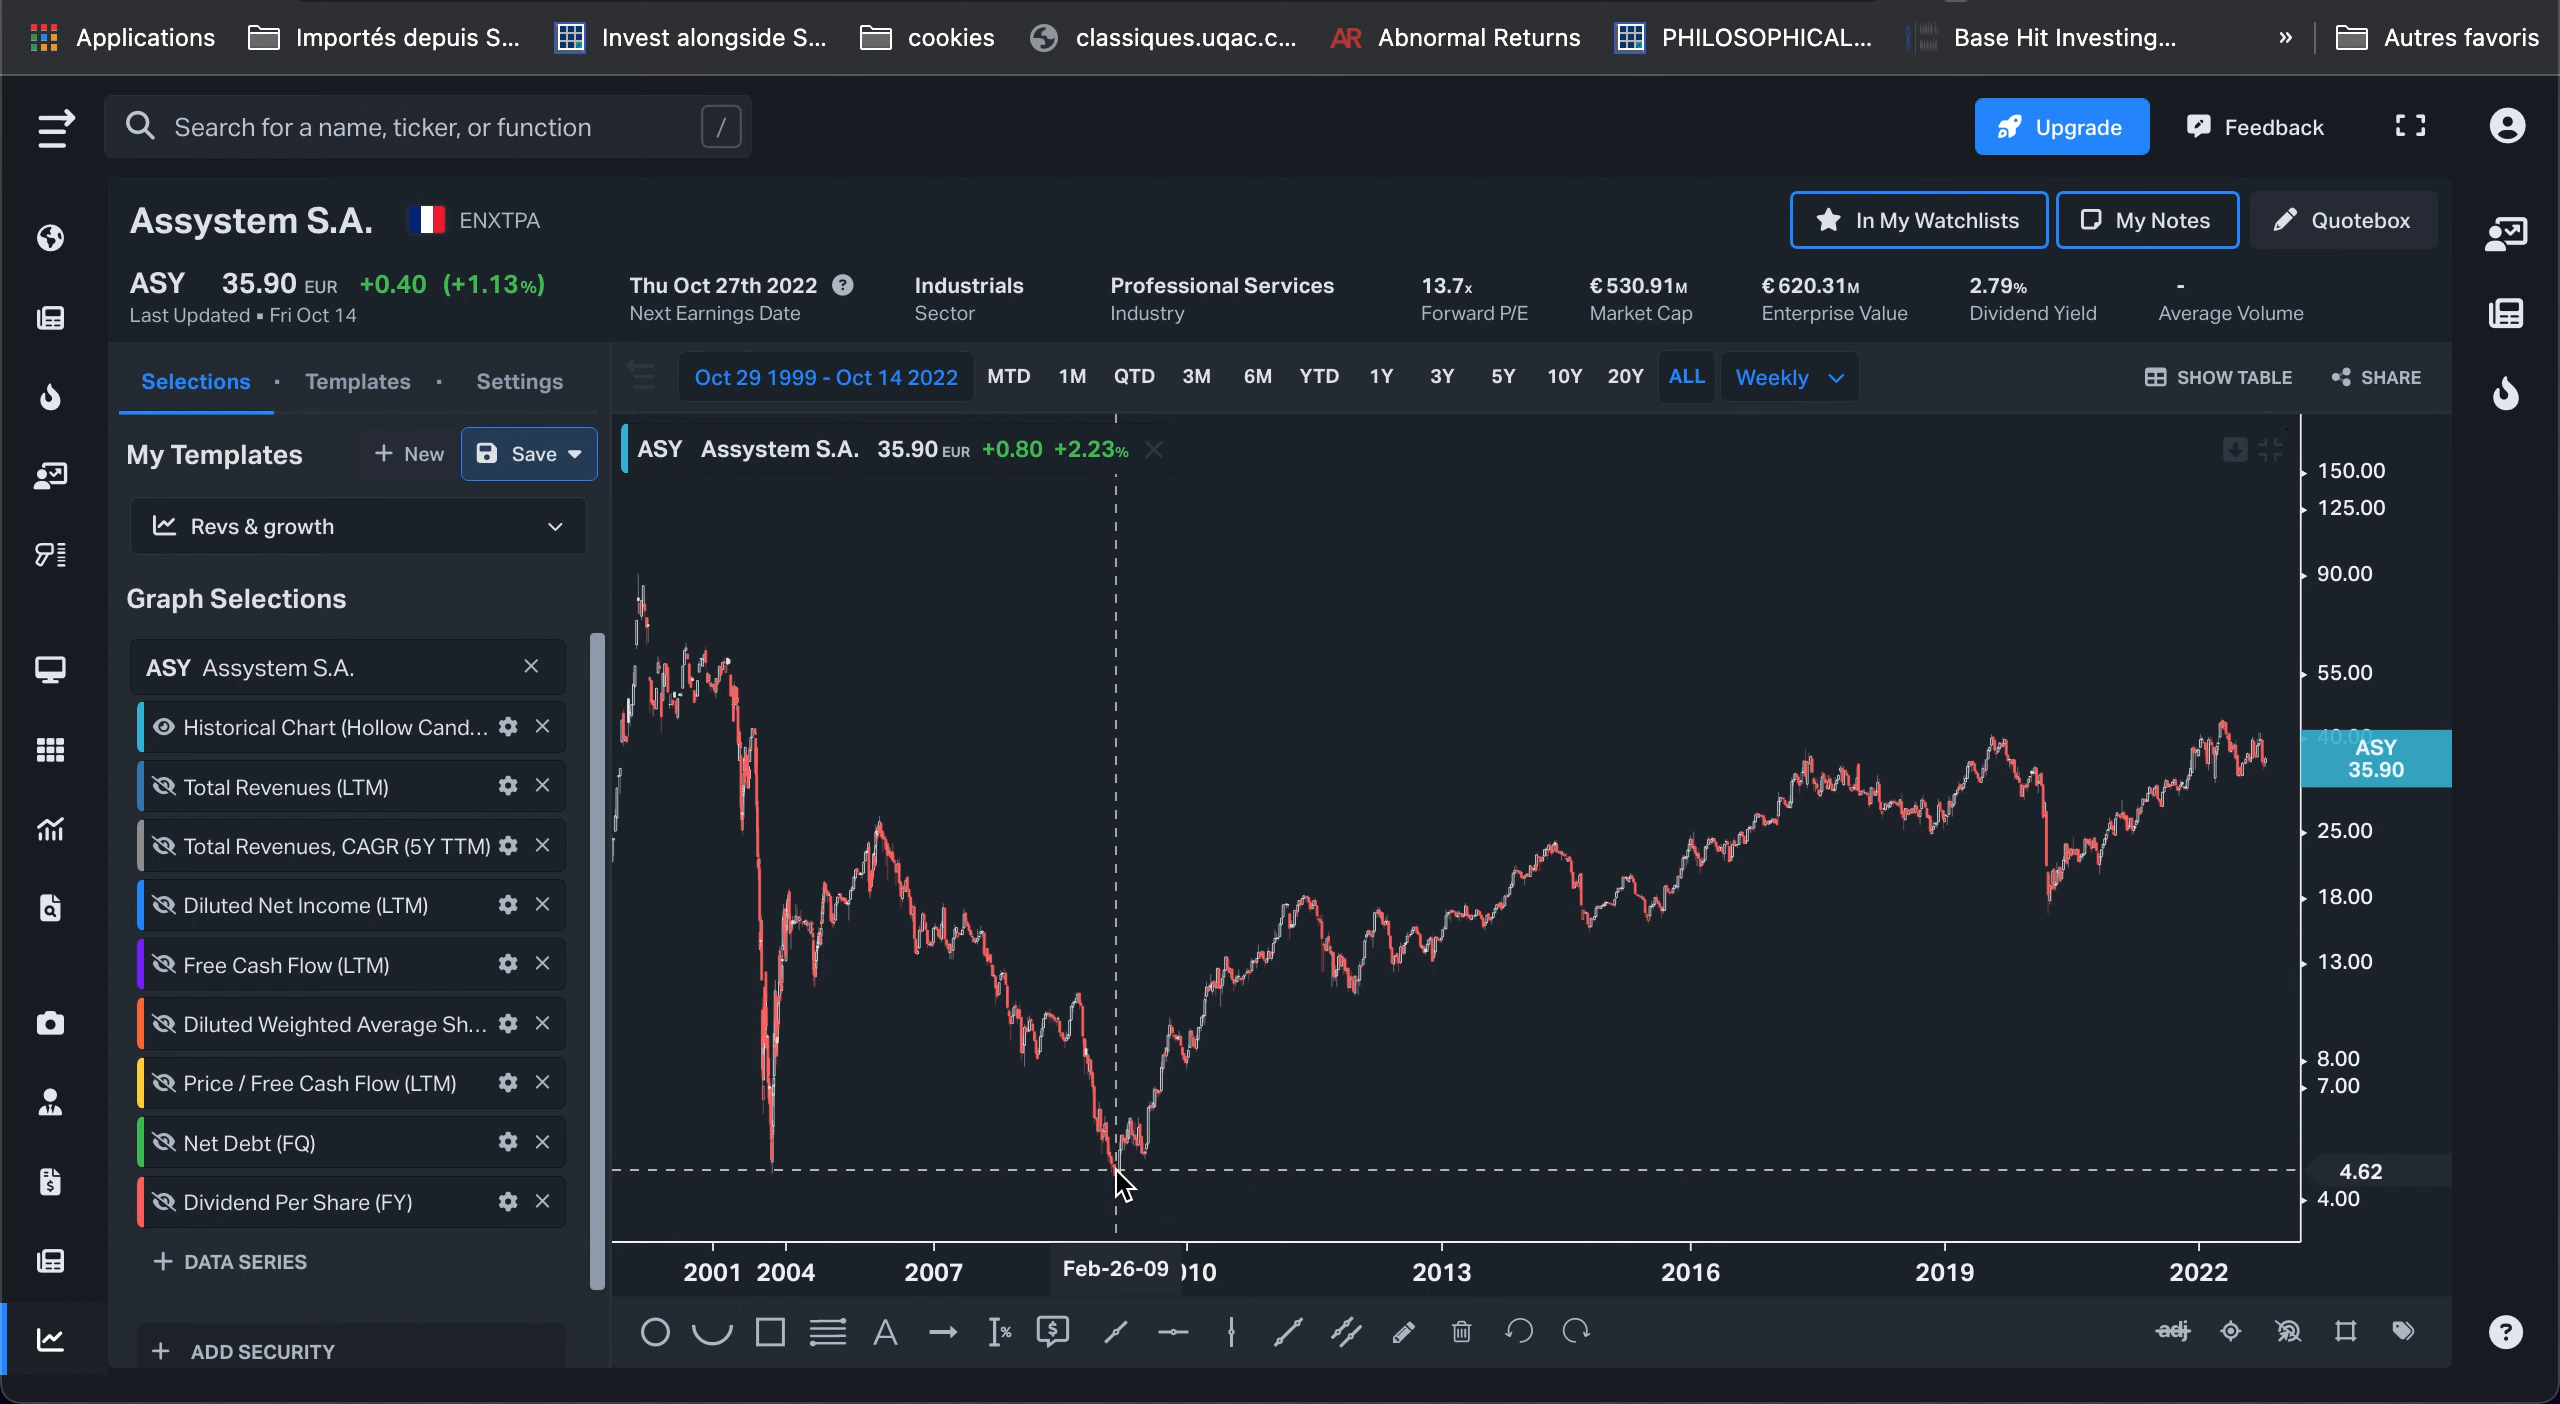 Applications
Importés depuis S...
Invest alongside S...
cookies
classiques.uqac.c...
AR Abnormal Returns
PHILOSOPHICAL...
Base Hit Investing...
»
Autres favoris
Search for a name, ticker, or function /
Upgrade
Feedback
Assystem S.A. ENXTPA
In My Watchlists
My Notes
Quotebox
ASY 35.90 EUR +0.40 (+1.13%)
Last Updated ▪ Fri Oct 14
Thu Oct 27th 2022 ?
Next Earnings Date
Industrials
Sector
Professional Services
Industry
13.7x
Forward P/E
€530.91M
Market Cap
€620.31M
Enterprise Value
2.79%
Dividend Yield
-
Average Volume
Selections · Templates · Settings
Oct 29 1999 - Oct 14 2022 MTD 1M QTD 3M 6M YTD 1Y 3Y 5Y 10Y 20Y ALL Weekly
SHOW TABLE
SHARE
My Templates
+ New
Save
Revs & growth
Graph Selections
ASY Assystem S.A.
Historical Chart (Hollow Cand...
Total Revenues (LTM)
Total Revenues, CAGR (5Y TTM)
Diluted Net Income (LTM)
Free Cash Flow (LTM)
Diluted Weighted Average Sh...
Price / Free Cash Flow (LTM)
Net Debt (FQ)
Dividend Per Share (FY)
+ DATA SERIES
+ ADD SECURITY
ASY Assystem S.A. 35.90 EUR +0.80 +2.23%
150.00
125.00
90.00
55.00
40.00
ASY
35.90
25.00
18.00
13.00
8.00
7.00
4.62
4.00
2001 2004 2007 Feb-26-09 010 2013 2016 2019 2022
A
%
$
adj
?